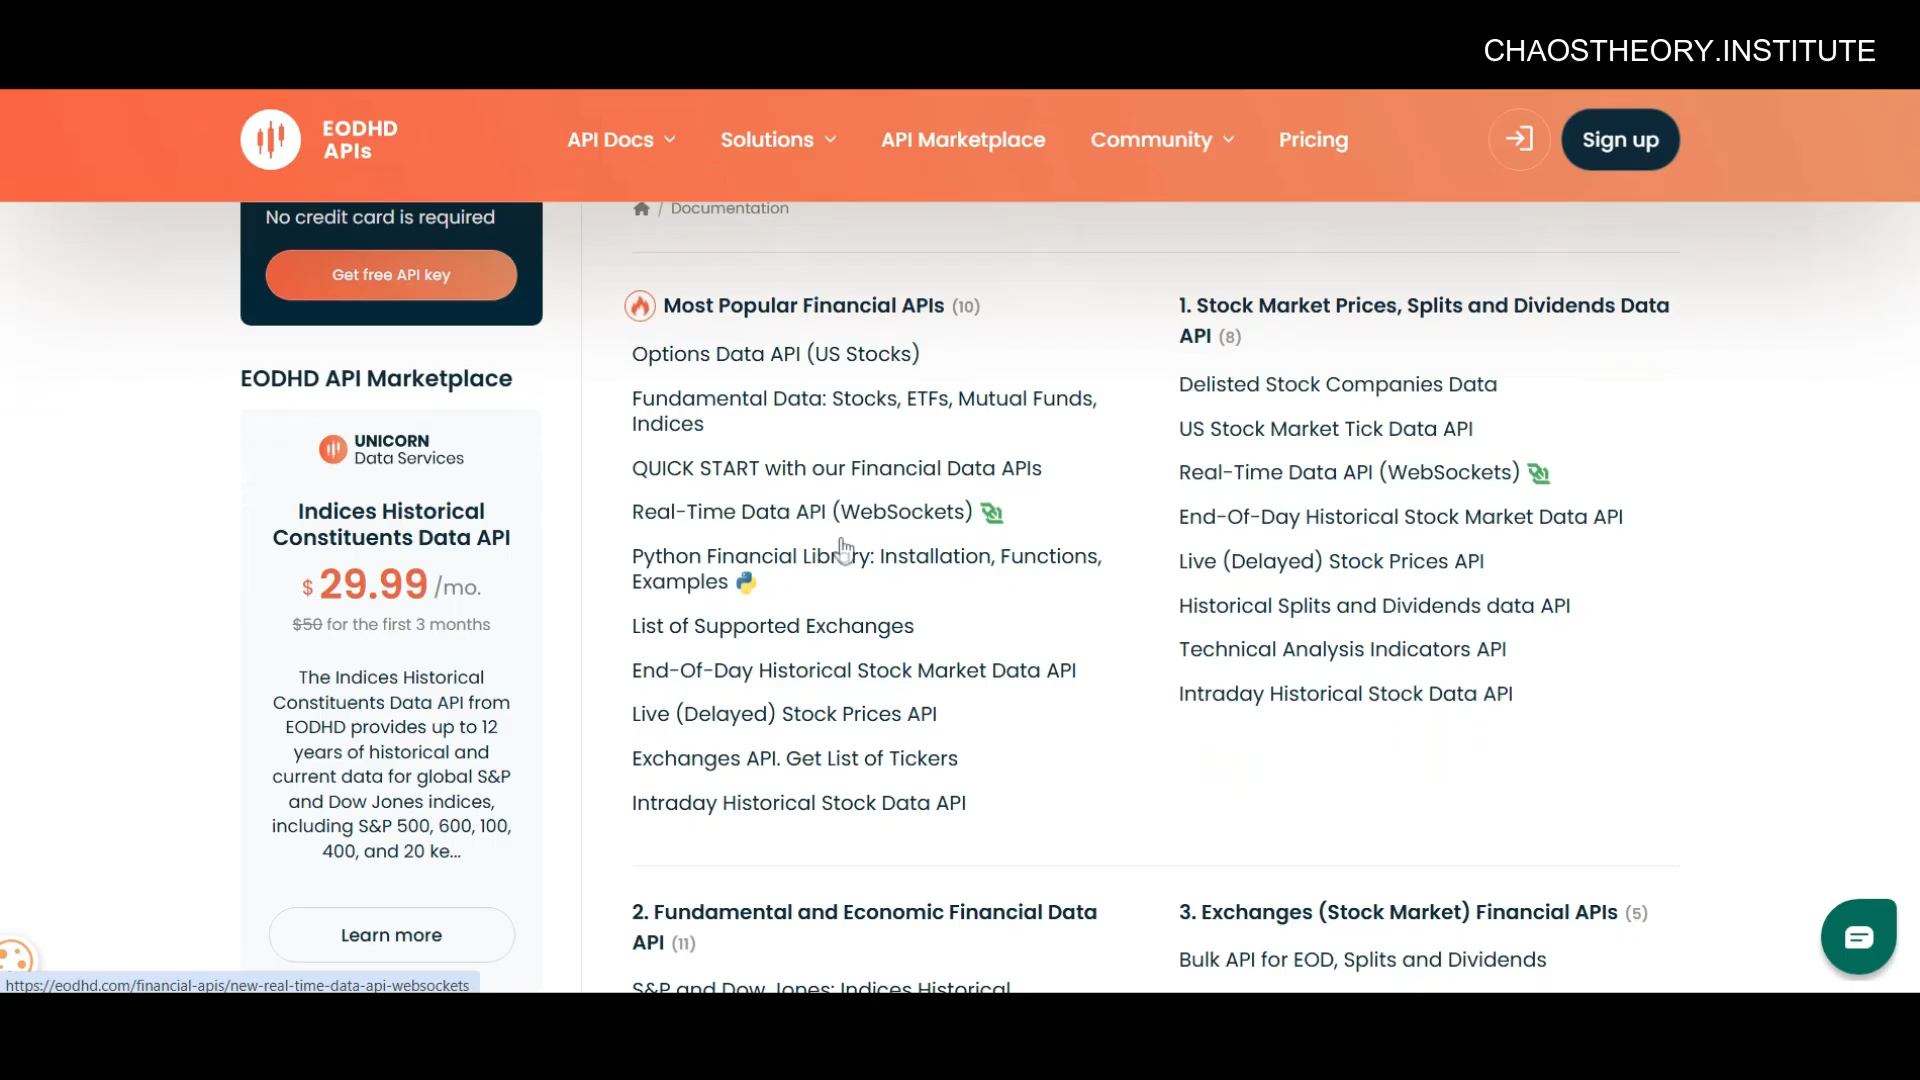 CHAOSTHEORY.INSTITUTE
EODHD
APIs
API Docs
Solutions
API Marketplace
Community
Pricing
Sign up
No credit card is required
Get free API key
EODHD API Marketplace
UNICORN
Data Services
Indices Historical
Constituents Data API
$ 29.99 /mo.
$50 for the first 3 months
The Indices Historical
Constituents Data API from
EODHD provides up to 12
years of historical and
current data for global S&P
and Dow Jones indices,
including S&P 500, 600, 100,
400, and 20 ke...
Learn more
/ Documentation
Most Popular Financial APIs (10)
Options Data API (US Stocks)
Fundamental Data: Stocks, ETFs, Mutual Funds,
Indices
QUICK START with our Financial Data APIs
Real-Time Data API (WebSockets)
Python Financial Library: Installation, Functions,
Examples
List of Supported Exchanges
End-Of-Day Historical Stock Market Data API
Live (Delayed) Stock Prices API
Exchanges API. Get List of Tickers
Intraday Historical Stock Data API
1. Stock Market Prices, Splits and Dividends Data
API (8)
Delisted Stock Companies Data
US Stock Market Tick Data API
Real-Time Data API (WebSockets)
End-Of-Day Historical Stock Market Data API
Live (Delayed) Stock Prices API
Historical Splits and Dividends data API
Technical Analysis Indicators API
Intraday Historical Stock Data API
2. Fundamental and Economic Financial Data
API (11)
S&P and Dow Jones: Indices Historical
3. Exchanges (Stock Market) Financial APIs (5)
Bulk API for EOD, Splits and Dividends
https://eodhd.com/financial-apis/new-real-time-data-api-websockets